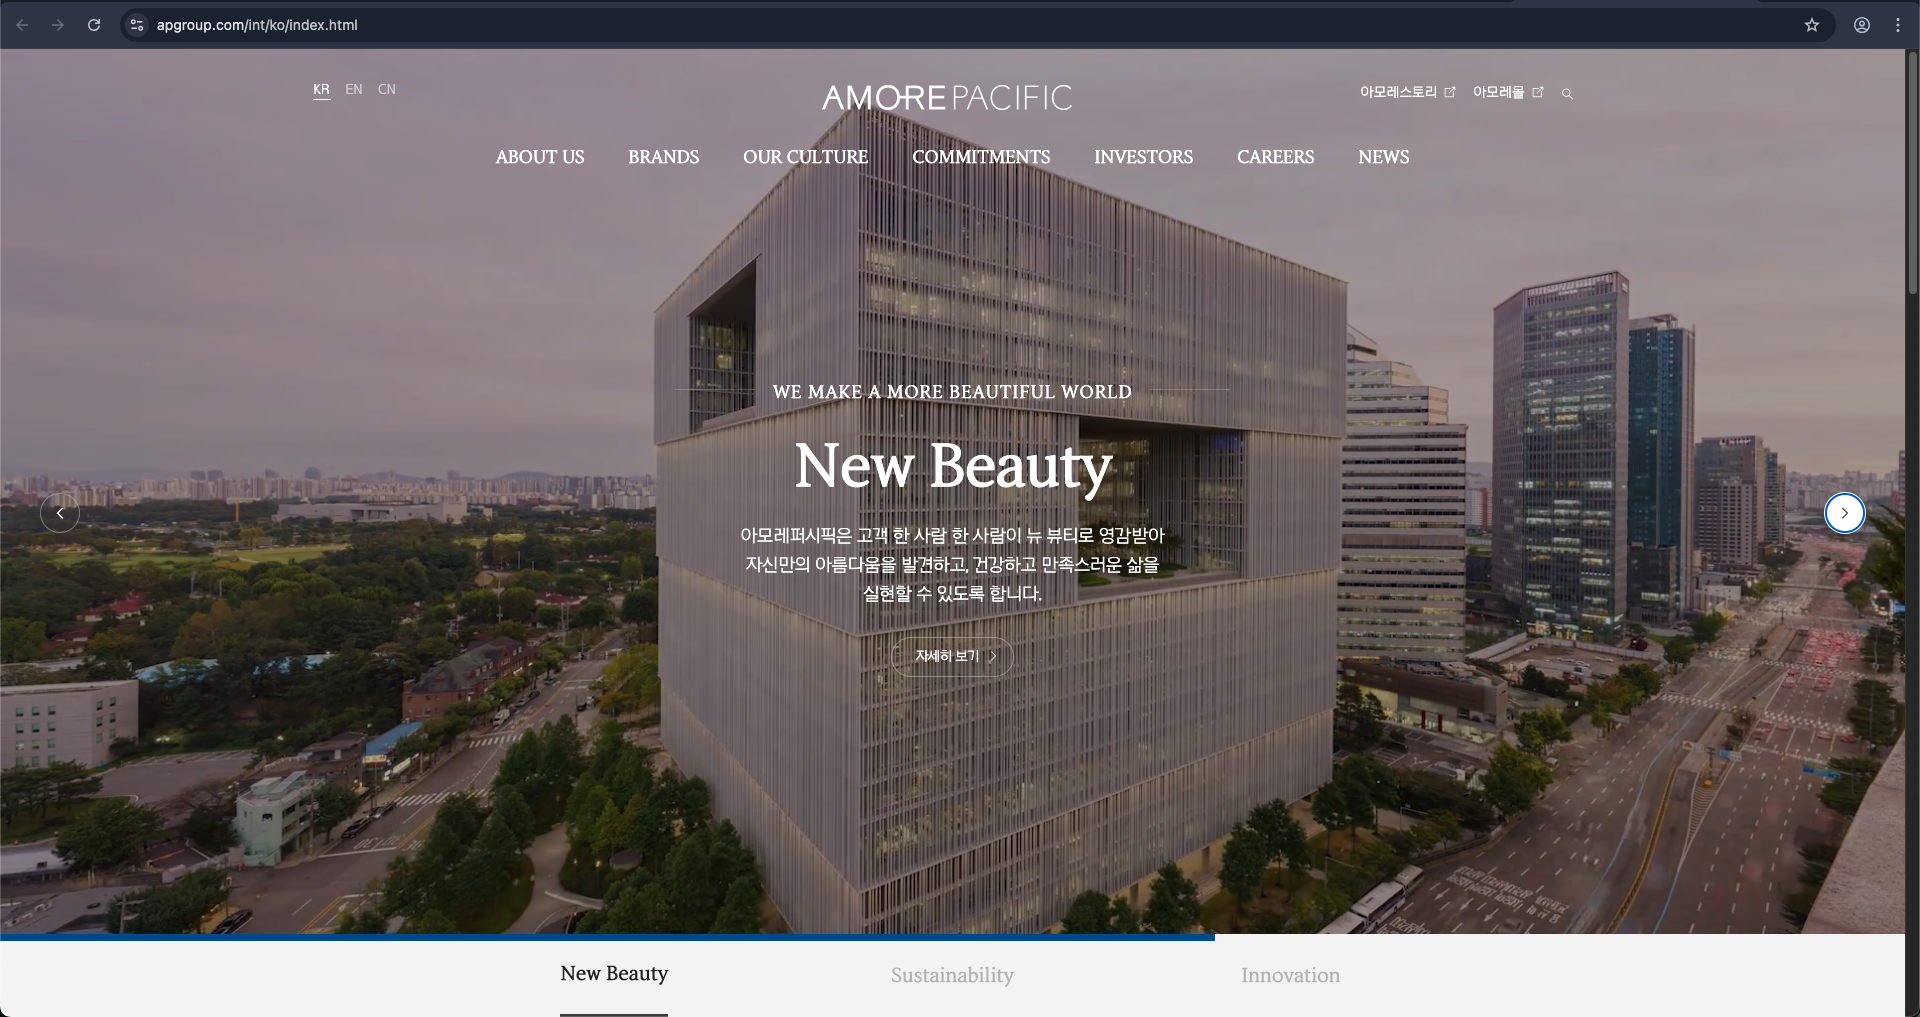 apgroup.com/int/ko/index.html
KR EN CN
AMOREPACIFIC
아모레스토리 아모레몰
ABOUT US BRANDS OUR CULTURE COMMITMENTS INVESTORS CAREERS NEWS
WE MAKE A MORE BEAUTIFUL WORLD
New Beauty
아모레퍼시픽은 고객 한 사람 한 사람이 뉴 뷰티로 영감받아
자신만의 아름다움을 발견하고, 건강하고 만족스러운 삶을
실현할 수 있도록 합니다.
자세히 보기
New Beauty Sustainability Innovation